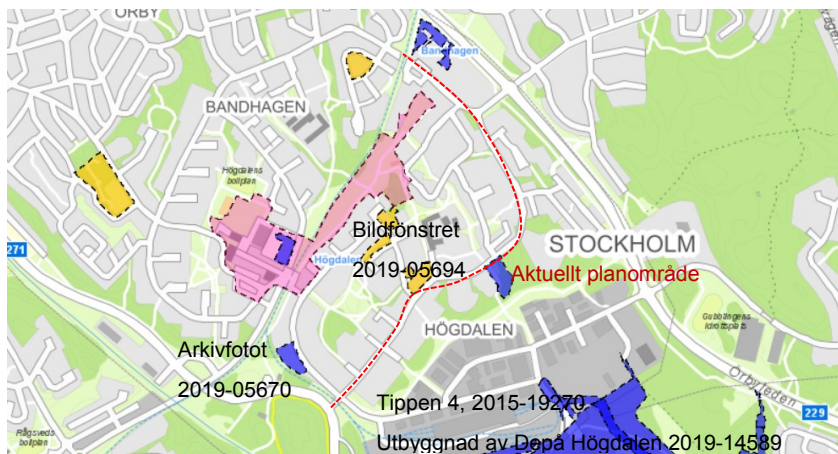 ÖRBY
Bandhagen
BANDHAGEN
Högdalens
bollplan
Bildfönstret
271
Högdalen
2019-05694
STOCKHOLM
Aktuellt planområde
HÖGDALEN
Gubbängens
idrottsplats
Arkivfotot
2019-05670
Örbyleden
Tippen 4, 2015-19270
229
Rågsveds
bollplan
Utbyggnad av Depå Högdalen 2019-14589